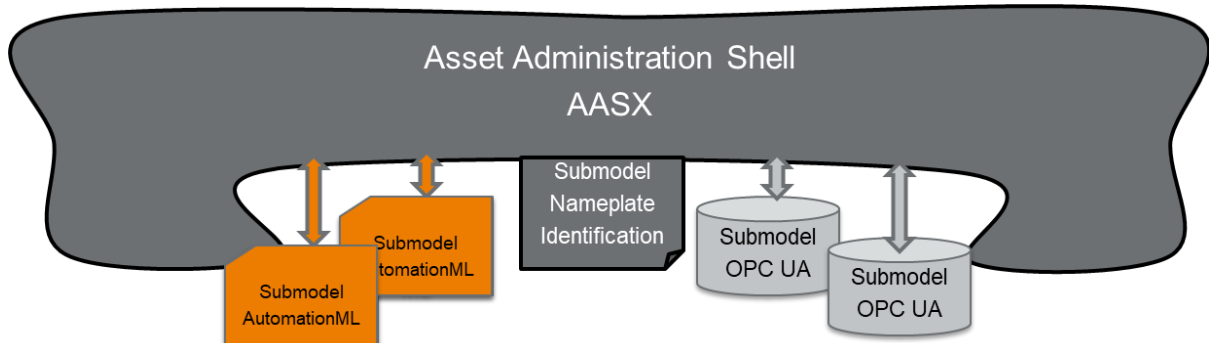 Asset Administration Shell
AASX
Submodel
Nameplate
Identification
Submodel
tomationML
Submodel
AutomationML
Submodel
OPC UA
Submodel
OPC UA